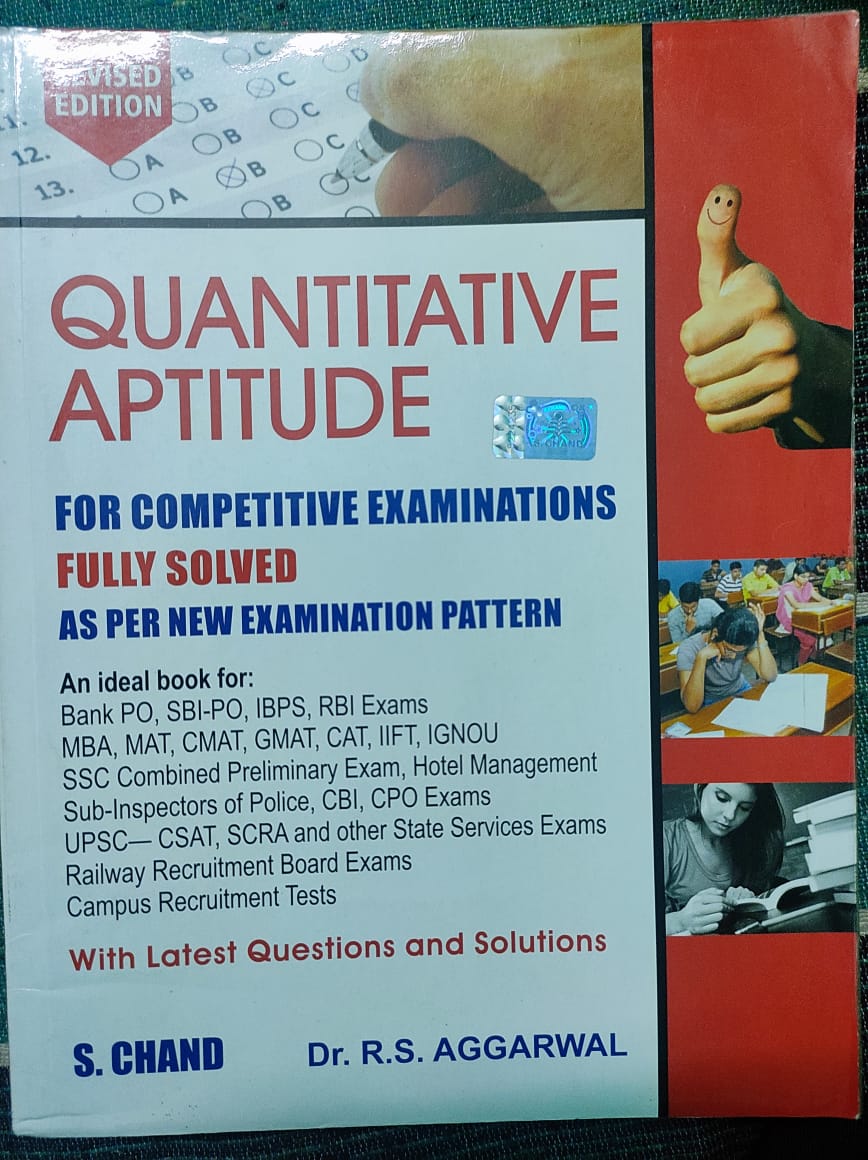 REVISED
EDITION
B C D
11. B C
12. A B C
13. A B C
B
QUANTITATIVE
APTITUDE
S. CHAND
FOR COMPETITIVE EXAMINATIONS
FULLY SOLVED
AS PER NEW EXAMINATION PATTERN
An ideal book for:
Bank PO, SBI-PO, IBPS, RBI Exams
MBA, MAT, CMAT, GMAT, CAT, IIFT, IGNOU
SSC Combined Preliminary Exam, Hotel Management
Sub-Inspectors of Police, CBI, CPO Exams
UPSC— CSAT, SCRA and other State Services Exams
Railway Recruitment Board Exams
Campus Recruitment Tests
With Latest Questions and Solutions
S. CHAND Dr. R.S. AGGARWAL